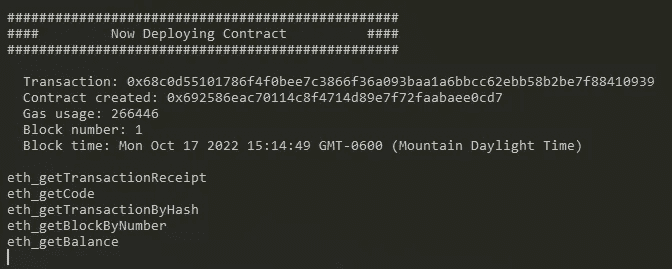 #################################################
####         Now Deploying Contract          ####
#################################################
Transaction: 0x68c0d55101786f4f0bee7c3866f36a093baa1a6bbcc62ebb58b2be7f88410939
Contract created: 0x692586eac70114c8f4714d89e7f72faabaee0cd7
Gas usage: 266446
Block number: 1
Block time: Mon Oct 17 2022 15:14:49 GMT-0600 (Mountain Daylight Time)
eth_getTransactionReceipt
eth_getCode
eth_getTransactionByHash
eth_getBlockByNumber
eth_getBalance